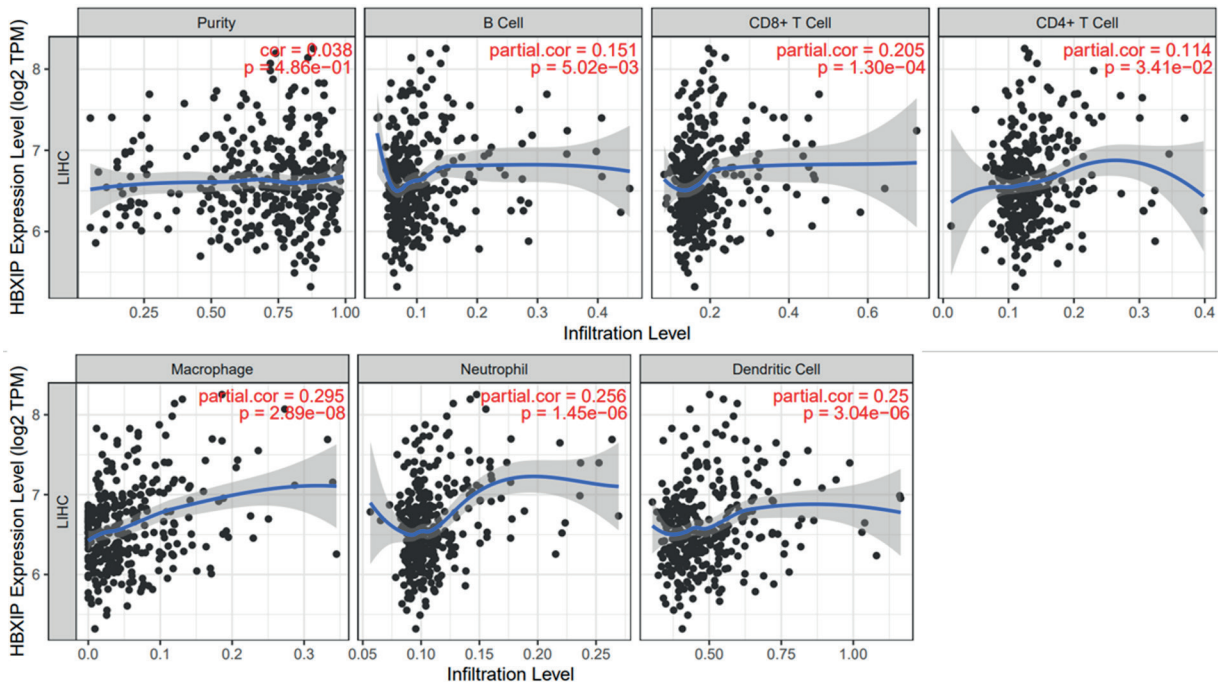 Purity
B Cell
CD8+ T Cell
CD4+ T Cell
HBXIP Expression Level (log2 TPM)
LIHC
cor = 0.038
p = 4.86e−01
partial.cor = 0.151
p = 5.02e−03
partial.cor = 0.205
p = 1.30e−04
partial.cor = 0.114
p = 3.41e−02
8
7
6
0.25 0.50 0.75 1.00
0.1 0.2 0.3 0.4
0.2 0.4 0.6
0.0 0.1 0.2 0.3 0.4
Infiltration Level
Macrophage
Neutrophil
Dendritic Cell
HBXIP Expression Level (log2 TPM)
LIHC
partial.cor = 0.295
p = 2.89e−08
partial.cor = 0.256
p = 1.45e−06
partial.cor = 0.25
p = 3.04e−06
8
7
6
0.0 0.1 0.2 0.3
0.05 0.10 0.15 0.20 0.25
0.50 0.75 1.00
Infiltration Level